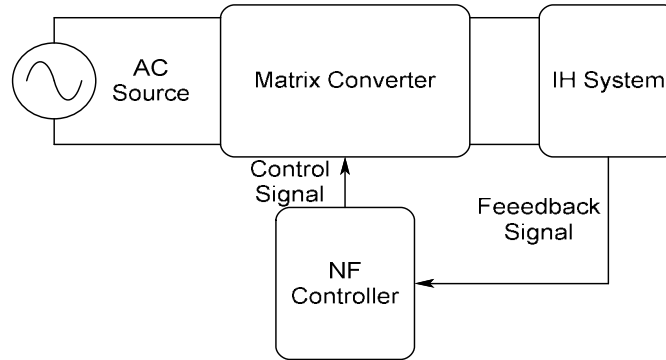 AC
Source
Matrix Converter
IH System
Control
Signal
Feeedback
Signal
NF
Controller